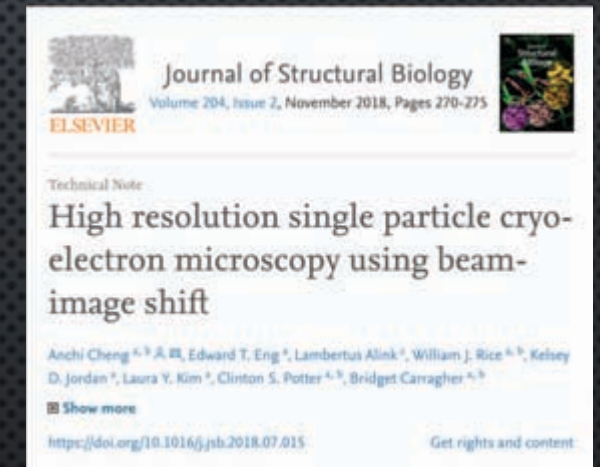 Journal of Structural Biology
Volume 204, Issue 2, November 2018, Pages 270-275
ELSEVIER
Technical Note
High resolution single particle cryo-
electron microscopy using beam-
image shift
Anchi Cheng a, b, Edward T. Eng a, Lambertus Alink a, William J. Rice a, b, Kelsey
D. Jordan a, Laura Y. Kim a, Clinton S. Potter a, b, Bridget Carragher a, b
Show more
https://doi.org/10.1016/j.jsb.2018.07.015
Get rights and content